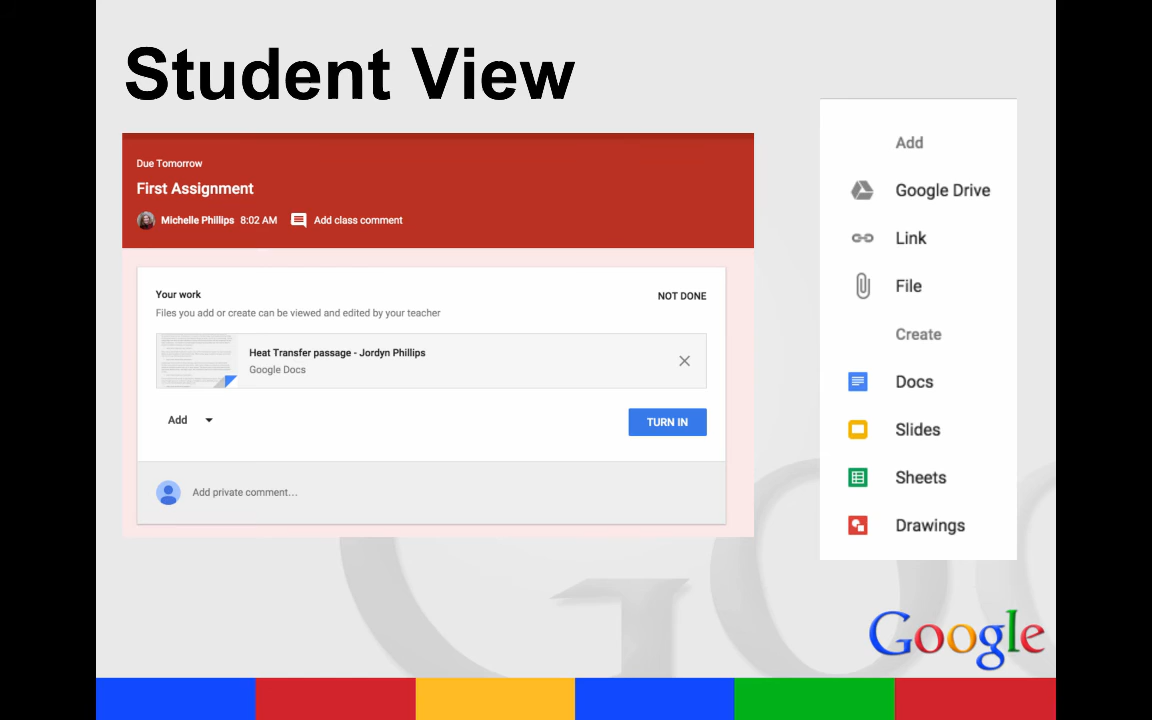 Student View
Due Tomorrow
First Assignment
Michelle Phillips 8:02 AM Add class comment
Your work
NOT DONE
Files you add or create can be viewed and edited by your teacher
Heat Transfer passage - Jordyn Phillips
Google Docs
Add
TURN IN
Add private comment...
Add
Google Drive
Link
File
Create
Docs
Slides
Sheets
Drawings
Google